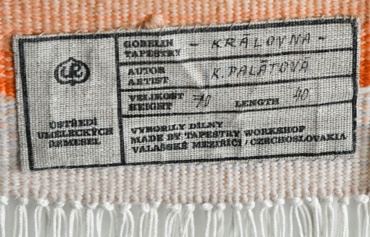 GOBELIN
TAPESTRY
- KRÁLOVNA -
AUTOR
ARTIST
K. PALÁTOVÁ
VELIKOST
HEIGHT 70 LENGTH 40
ÚSTŘEDÍ
UMĚLECKÝCH
ŘEMESEL
VYROBILY DÍLNY
MADE BY TAPESTRY WORKSHOP
VALAŠSKÉ MEZIŘÍČÍ / CZECHOSLOVAKIA